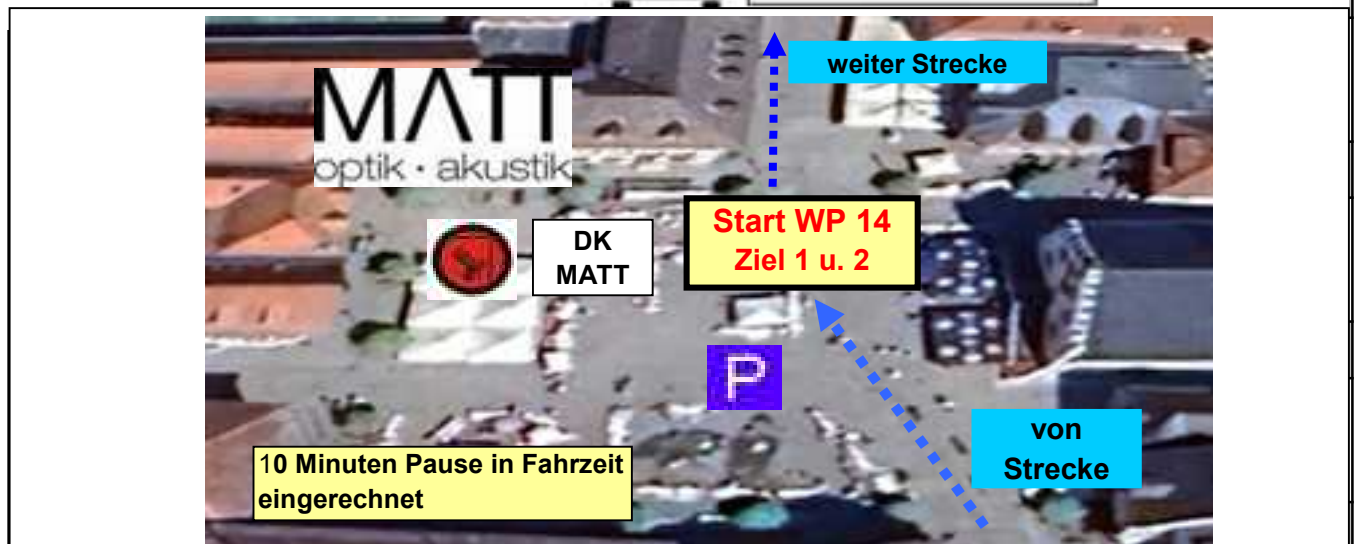 weiter Strecke
MATT
optik · akustik
Start WP 14
Ziel 1 u. 2
DK
MATT
P
von
Strecke
10 Minuten Pause in Fahrzeit
eingerechnet